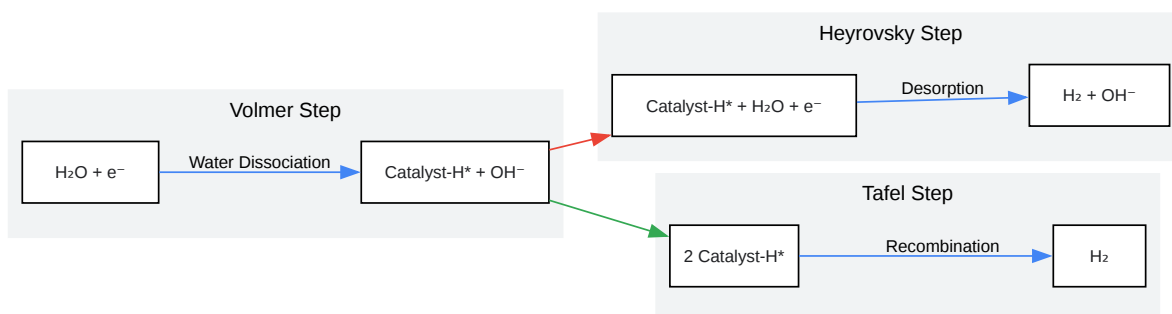 Volmer Step
H₂O + e⁻
Water Dissociation
Catalyst-H* + OH⁻
Heyrovsky Step
Catalyst-H* + H₂O + e⁻
Desorption
H₂ + OH⁻
Tafel Step
2 Catalyst-H*
Recombination
H₂